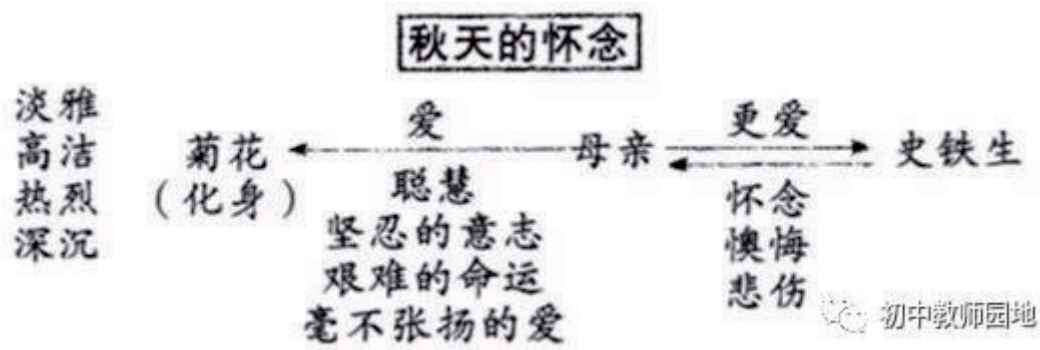 秋天的怀念
淡雅
高洁
热烈
深沉
菊花
（化身）
爱
聪慧
坚忍的意志
艰难的命运
毫不张扬的爱
母亲
更爱
怀念
懊悔
悲伤
史铁生
初中教师园地